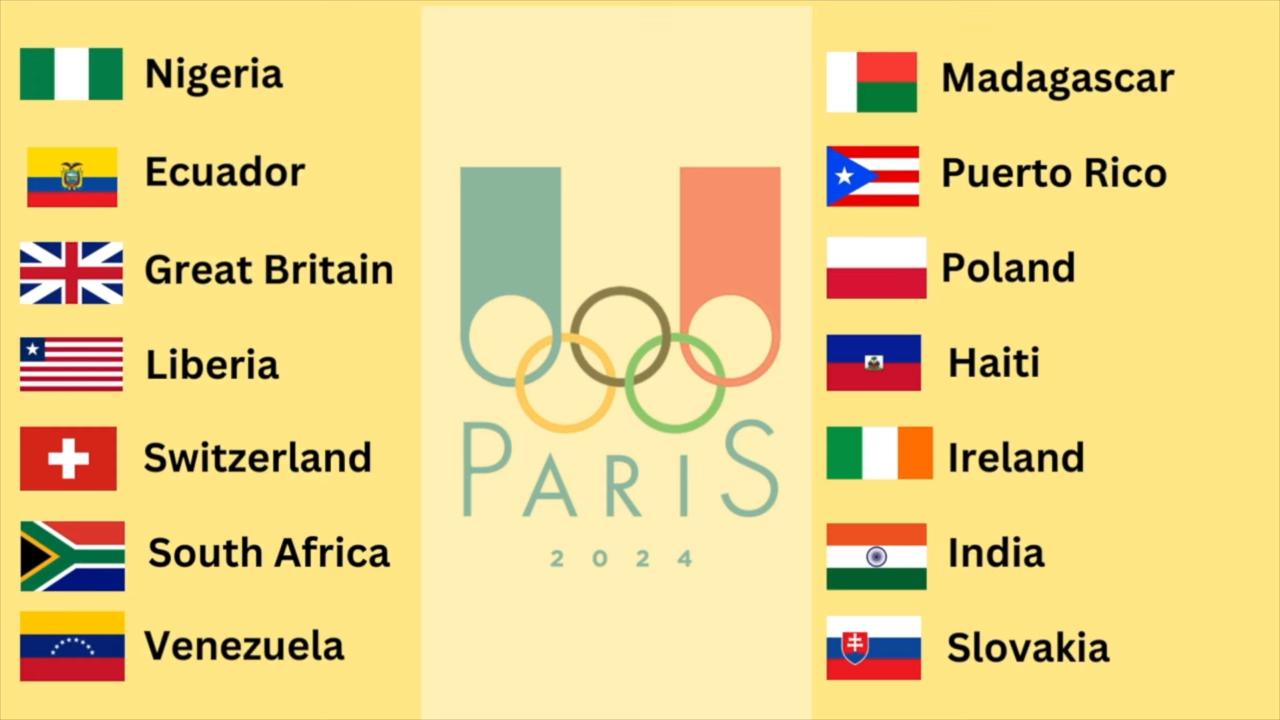 Nigeria
Ecuador
Great Britain
Liberia
Switzerland
South Africa
Venezuela
PARIS
2024
Madagascar
Puerto Rico
Poland
Haiti
Ireland
India
Slovakia